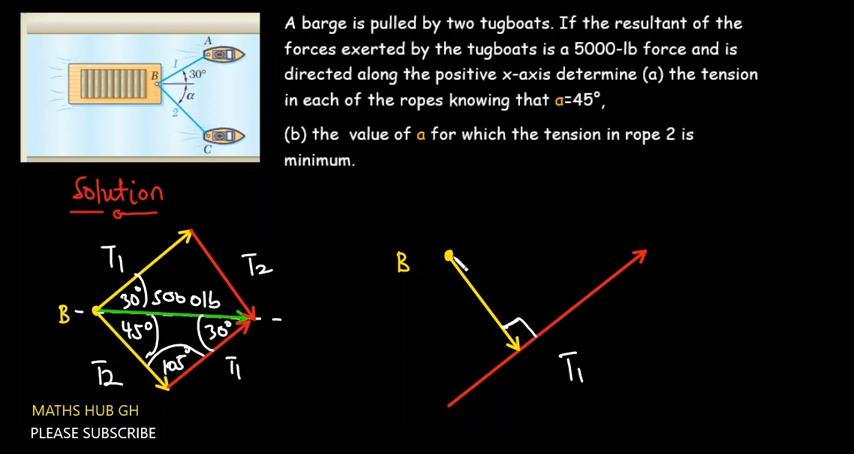 A barge is pulled by two tugboats. If the resultant of the
forces exerted by the tugboats is a 5000-lb force and is
directed along the positive x-axis determine (a) the tension
in each of the ropes knowing that a=45°,
(b) the value of a for which the tension in rope 2 is
minimum.
A
1
30°
B
α
2
C
Solution
T1
T2
30°
5000lb
B
45°
30°
105°
T2
T1
B
T1
MATHS HUB GH
PLEASE SUBSCRIBE